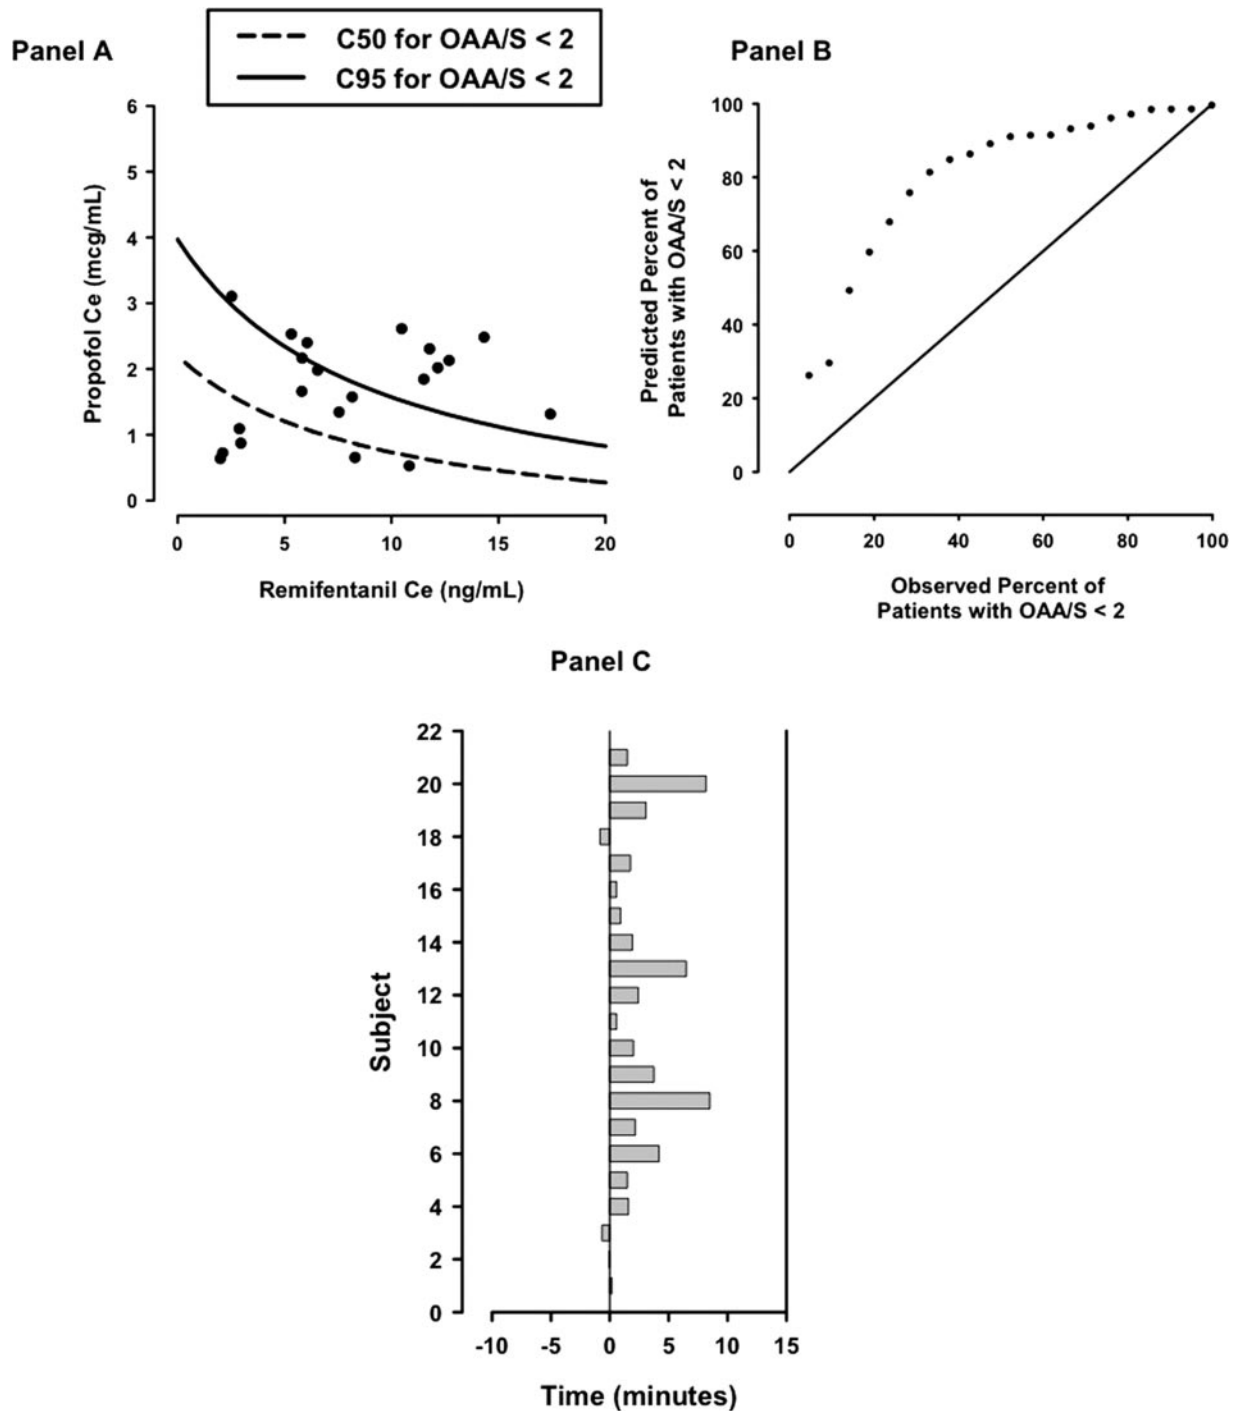 Panel A
C50 for OAA/S < 2
C95 for OAA/S < 2
6
5
4
3
2
1
0
Propofol Ce (mcg/mL)
0 5 10 15 20
Remifentanil Ce (ng/mL)
Panel B
100
80
60
40
20
0
Predicted Percent of
Patients with OAA/S < 2
0 20 40 60 80 100
Observed Percent of
Patients with OAA/S < 2
Panel C
22
20
18
16
14
12
10
8
6
4
2
0
Subject
-10 -5 0 5 10 15
Time (minutes)